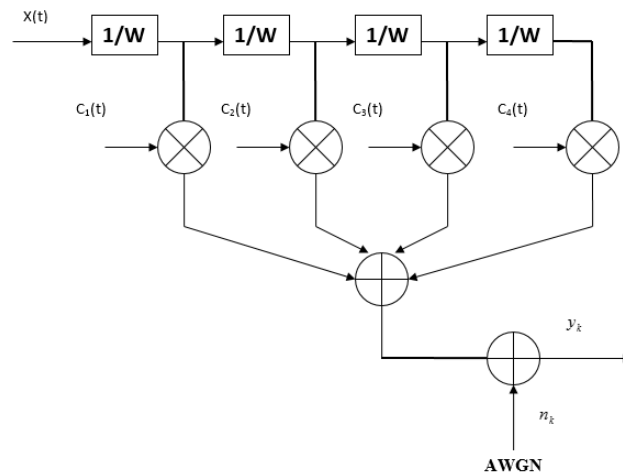 X(t)
1/W 1/W 1/W 1/W
C₁(t) C₂(t) C₃(t) C₄(t)
yₖ
nₖ
AWGN